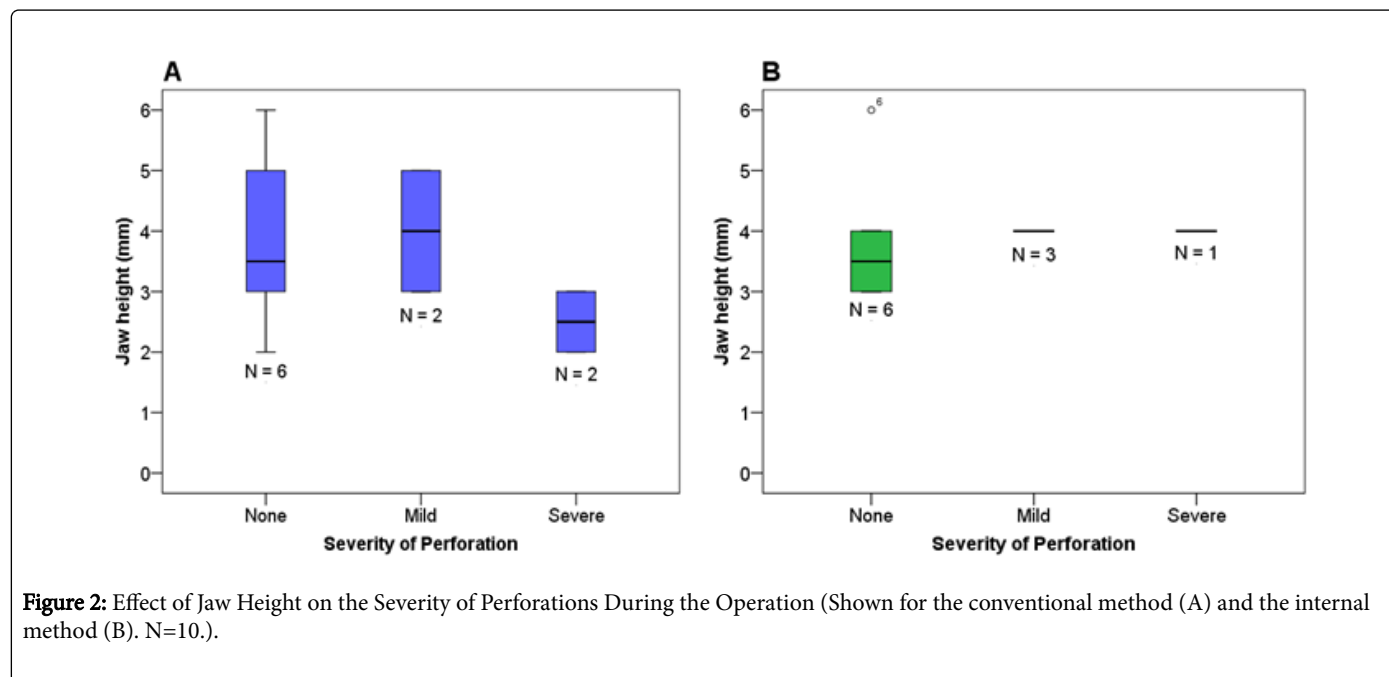 A
Jaw height (mm)
6
5
4
3
2
1
0
N = 6
N = 2
N = 2
None Mild Severe
Severity of Perforation
B
Jaw height (mm)
6
5
4
3
2
1
0
6
N = 6
N = 3
N = 1
None Mild Severe
Severity of Perforation
Figure 2: Effect of Jaw Height on the Severity of Perforations During the Operation (Shown for the conventional method (A) and the internal
method (B). N=10.).